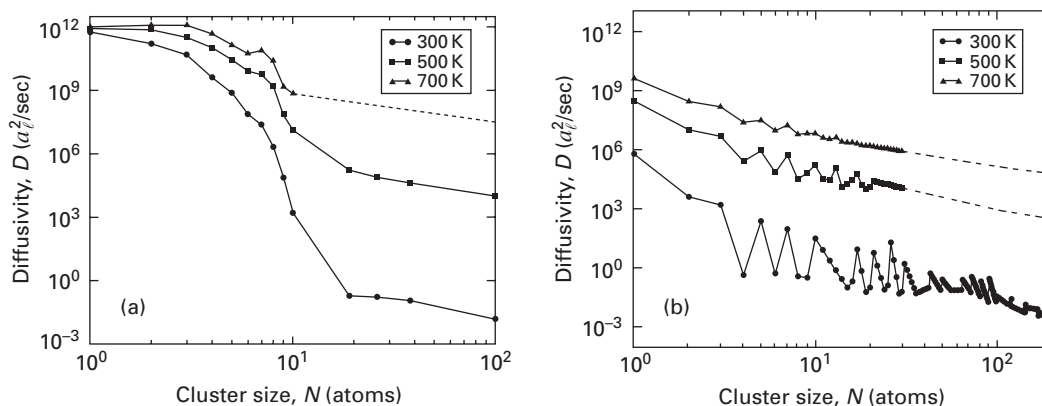 10^12
10^9
10^6
10^3
10^0
10^−3
Diffusivity, D (a_ℓ^2/sec)
300 K
500 K
700 K
(a)
10^0 10^1 10^2
Cluster size, N (atoms)
10^12
10^9
10^6
10^3
10^0
10^−3
Diffusivity, D (a_ℓ^2/sec)
300 K
500 K
700 K
(b)
10^0 10^1 10^2
Cluster size, N (atoms)